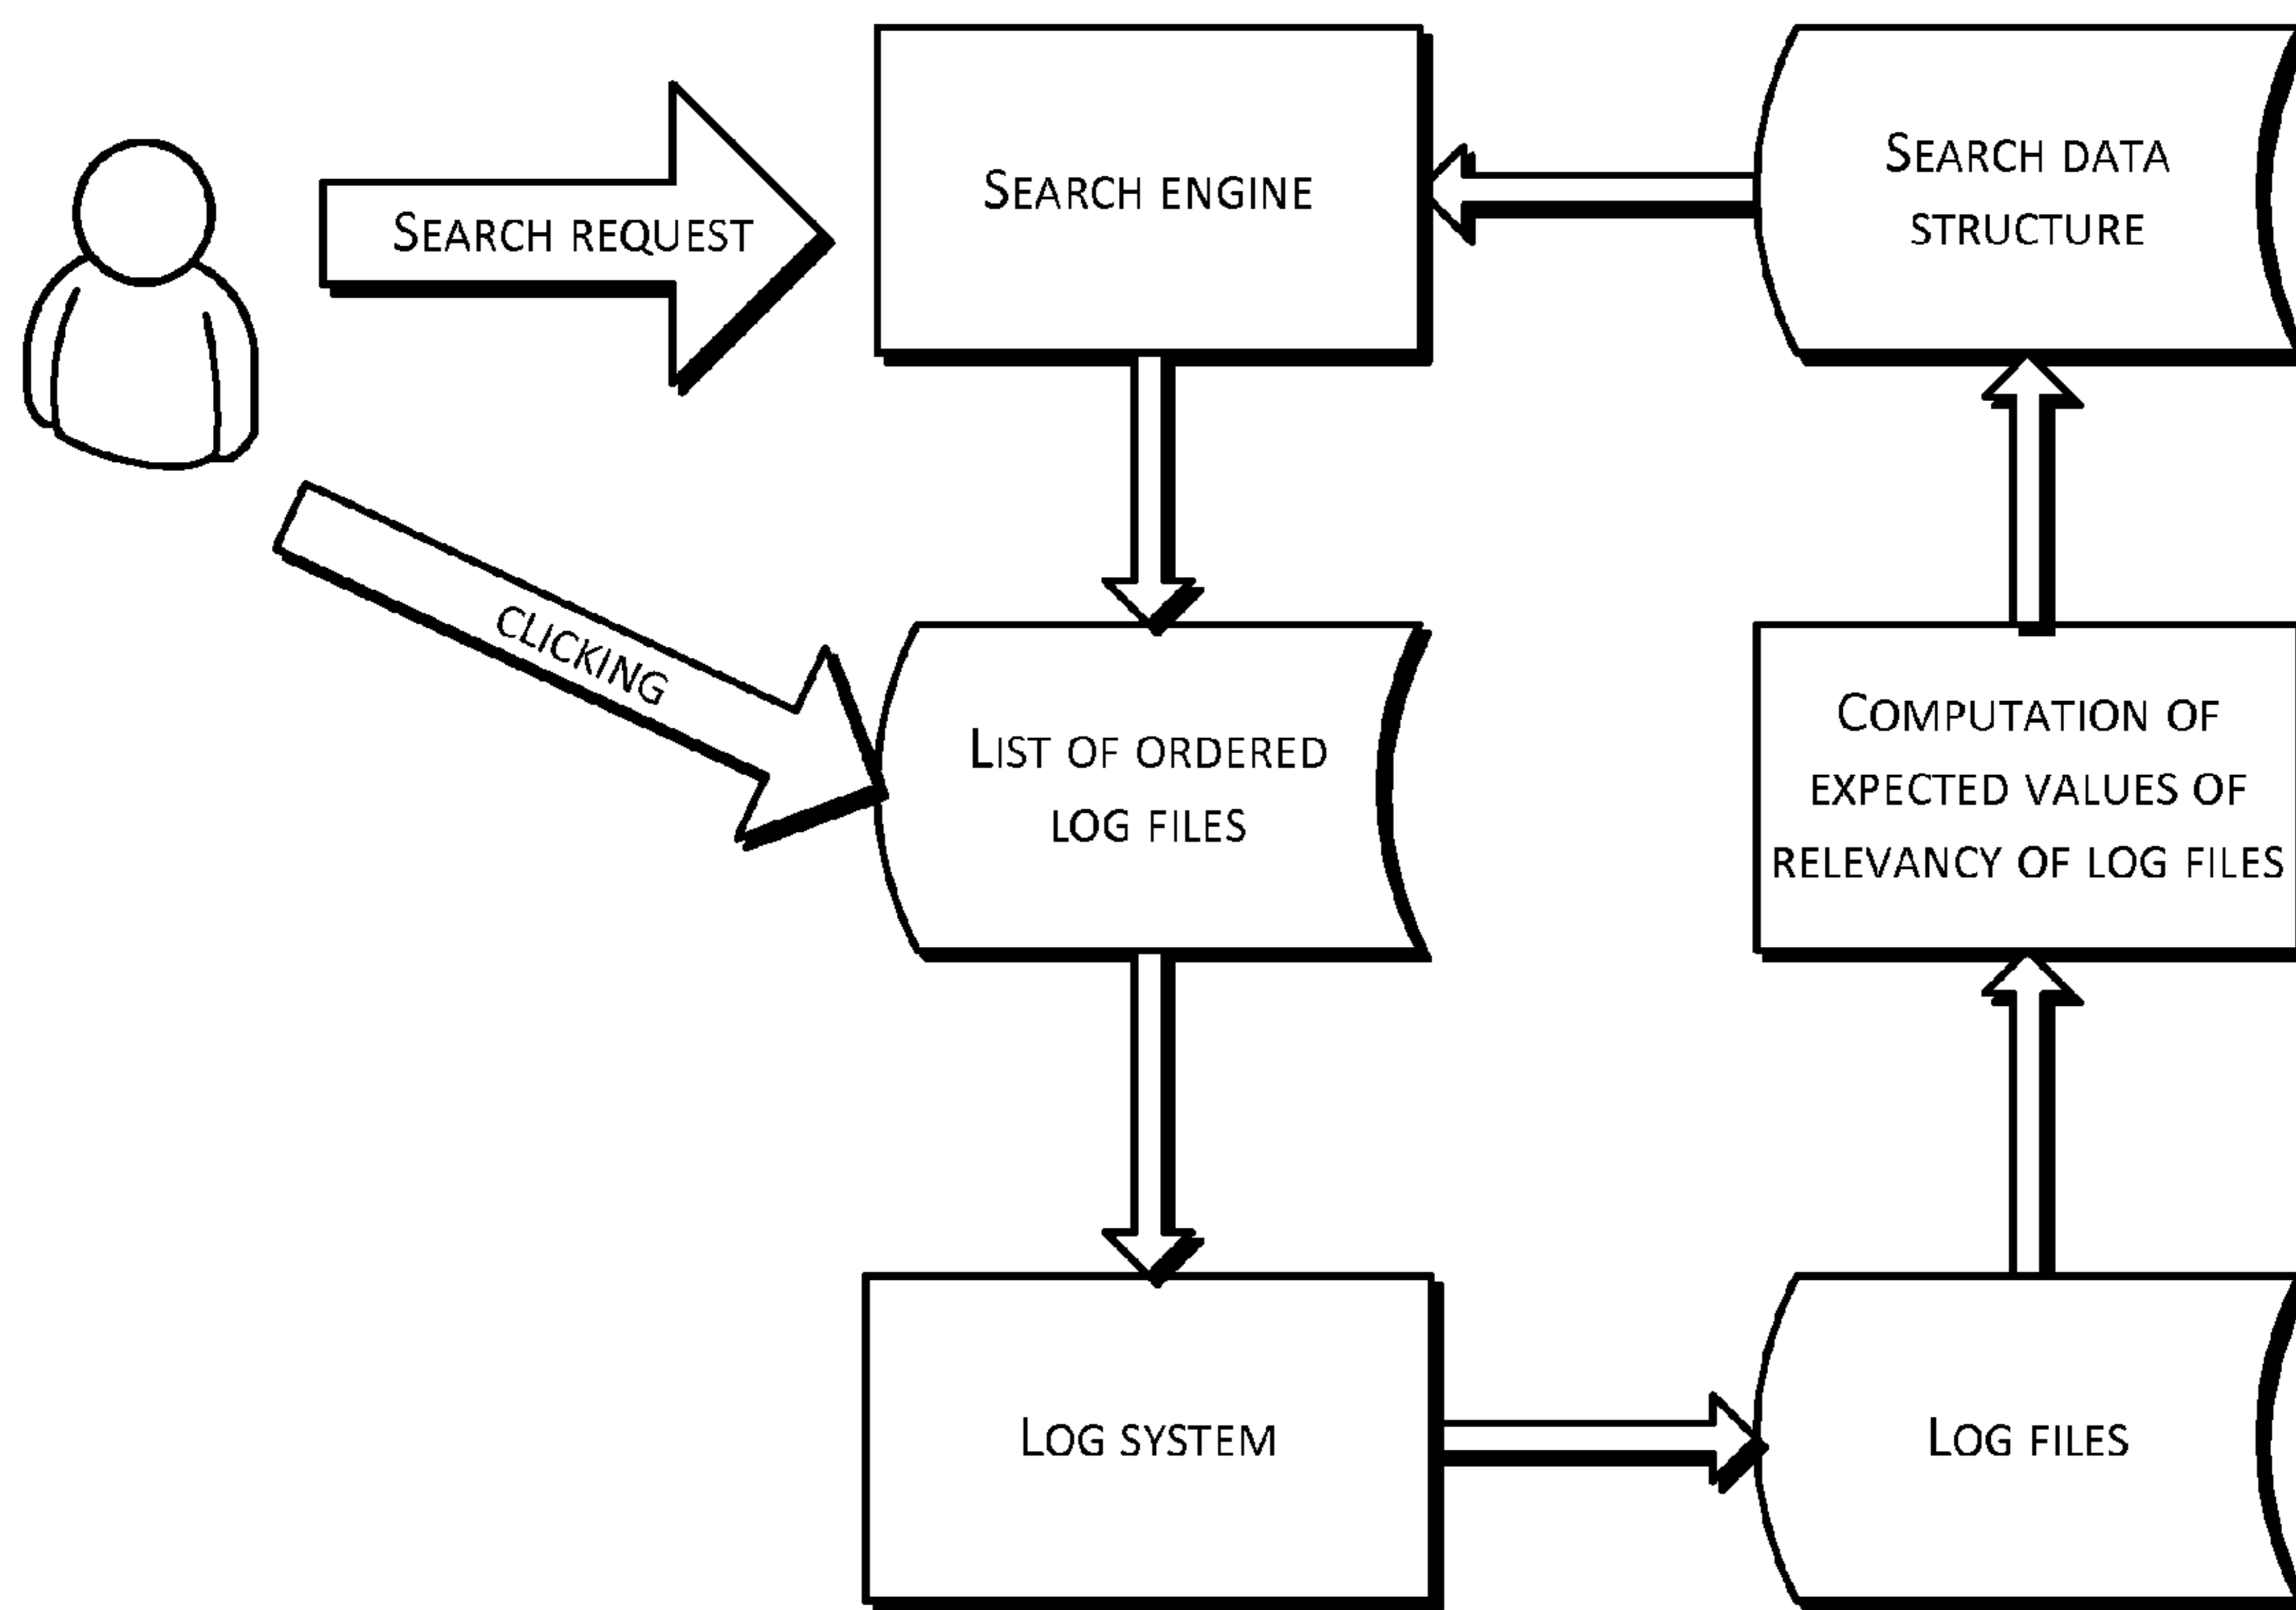 Search request
Search engine
Search data
structure
clicking
List of ordered
log files
Computation of
expected values of
relevancy of log files
Log system
Log files